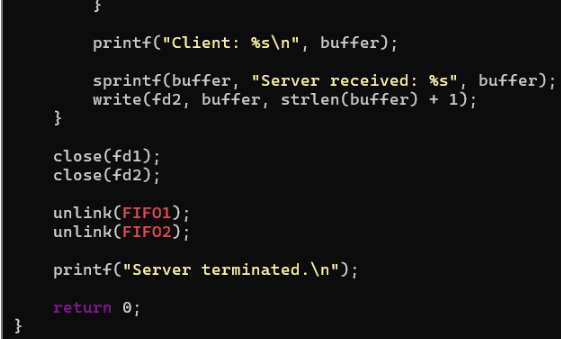 }
printf("Client: %s\n", buffer);
sprintf(buffer, "Server received: %s", buffer);
write(fd2, buffer, strlen(buffer) + 1);
}
close(fd1);
close(fd2);
unlink(FIFO1);
unlink(FIFO2);
printf("Server terminated.\n");
return 0;
}